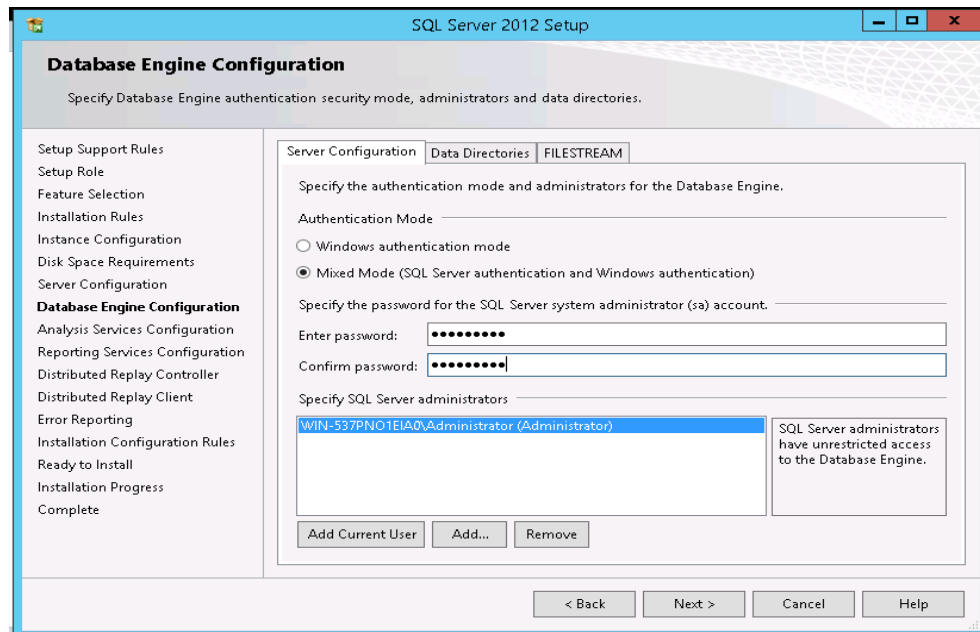 SQL Server 2012 Setup
Database Engine Configuration
Specify Database Engine authentication security mode, administrators and data directories.
Setup Support Rules
Setup Role
Feature Selection
Installation Rules
Instance Configuration
Disk Space Requirements
Server Configuration
Database Engine Configuration
Analysis Services Configuration
Reporting Services Configuration
Distributed Replay Controller
Distributed Replay Client
Error Reporting
Installation Configuration Rules
Ready to Install
Installation Progress
Complete
Server Configuration Data Directories FILESTREAM
Specify the authentication mode and administrators for the Database Engine.
Authentication Mode
Windows authentication mode
Mixed Mode (SQL Server authentication and Windows authentication)
Specify the password for the SQL Server system administrator (sa) account.
Enter password: ●●●●●●●●●
Confirm password: ●●●●●●●●●
Specify SQL Server administrators
WIN-537PNO1EIA0\Administrator (Administrator)
SQL Server administrators
have unrestricted access
to the Database Engine.
Add Current User Add... Remove
< Back Next > Cancel Help